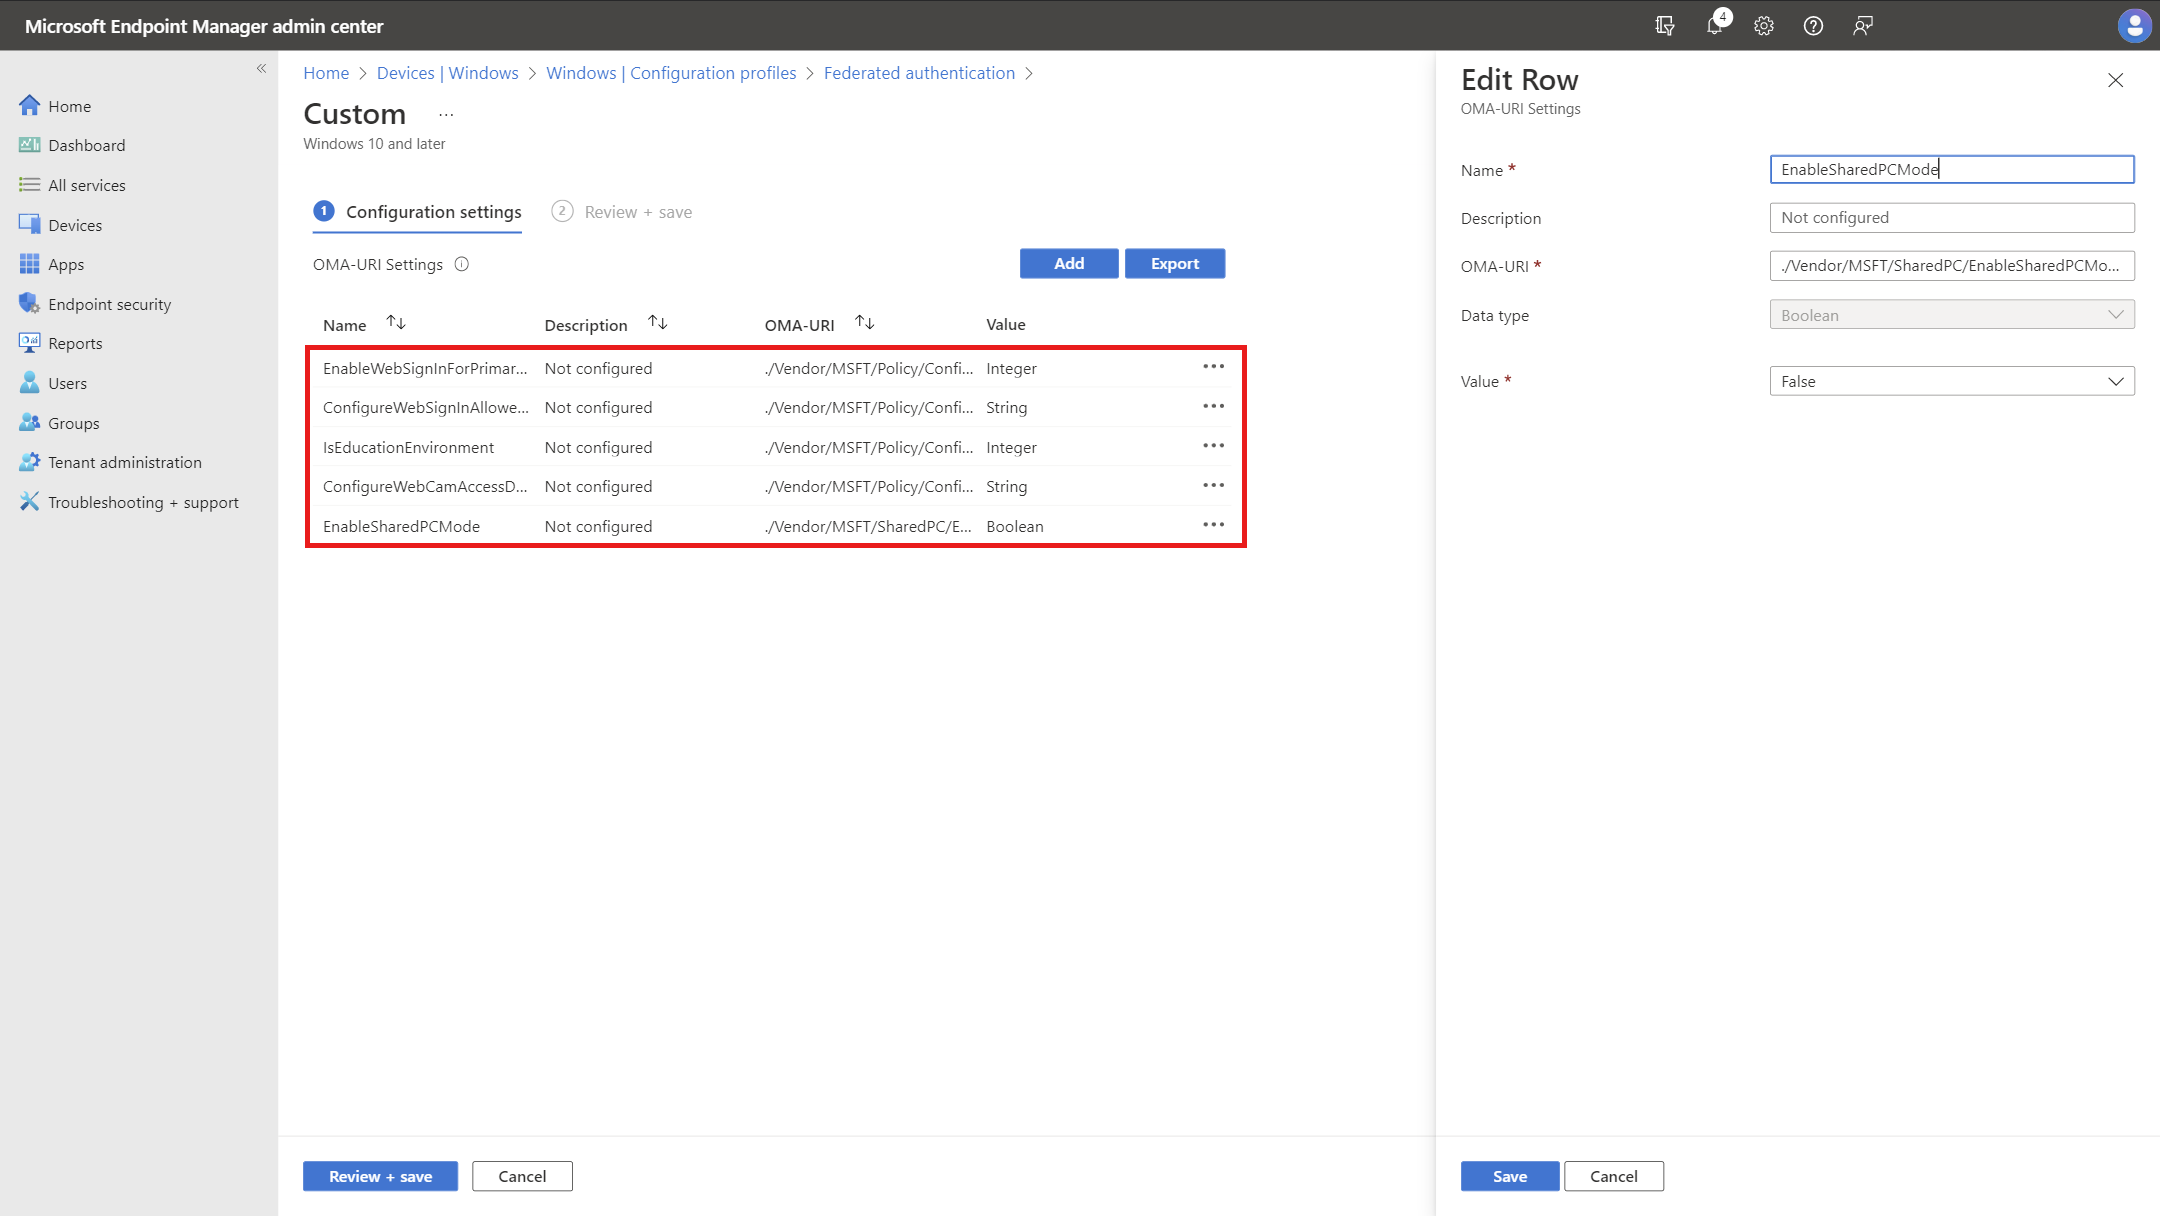 Microsoft Endpoint Manager admin center
4
Home
Dashboard
All services
Devices
Apps
Endpoint security
Reports
Users
Groups
Tenant administration
Troubleshooting + support
Home > Devices | Windows > Windows | Configuration profiles > Federated authentication >
Custom ...
Windows 10 and later
1 Configuration settings 2 Review + save
OMA-URI Settings
Add Export
Name Description OMA-URI Value
EnableWebSignInForPrimar... Not configured ./Vendor/MSFT/Policy/Confi... Integer
ConfigureWebSignInAllowe... Not configured ./Vendor/MSFT/Policy/Confi... String
IsEducationEnvironment Not configured ./Vendor/MSFT/Policy/Confi... Integer
ConfigureWebCamAccessD... Not configured ./Vendor/MSFT/Policy/Confi... String
EnableSharedPCMode Not configured ./Vendor/MSFT/SharedPC/E... Boolean
Review + save Cancel
Edit Row
OMA-URI Settings
Name * EnableSharedPCMode
Description Not configured
OMA-URI * ./Vendor/MSFT/SharedPC/EnableSharedPCMo...
Data type Boolean
Value * False
Save Cancel